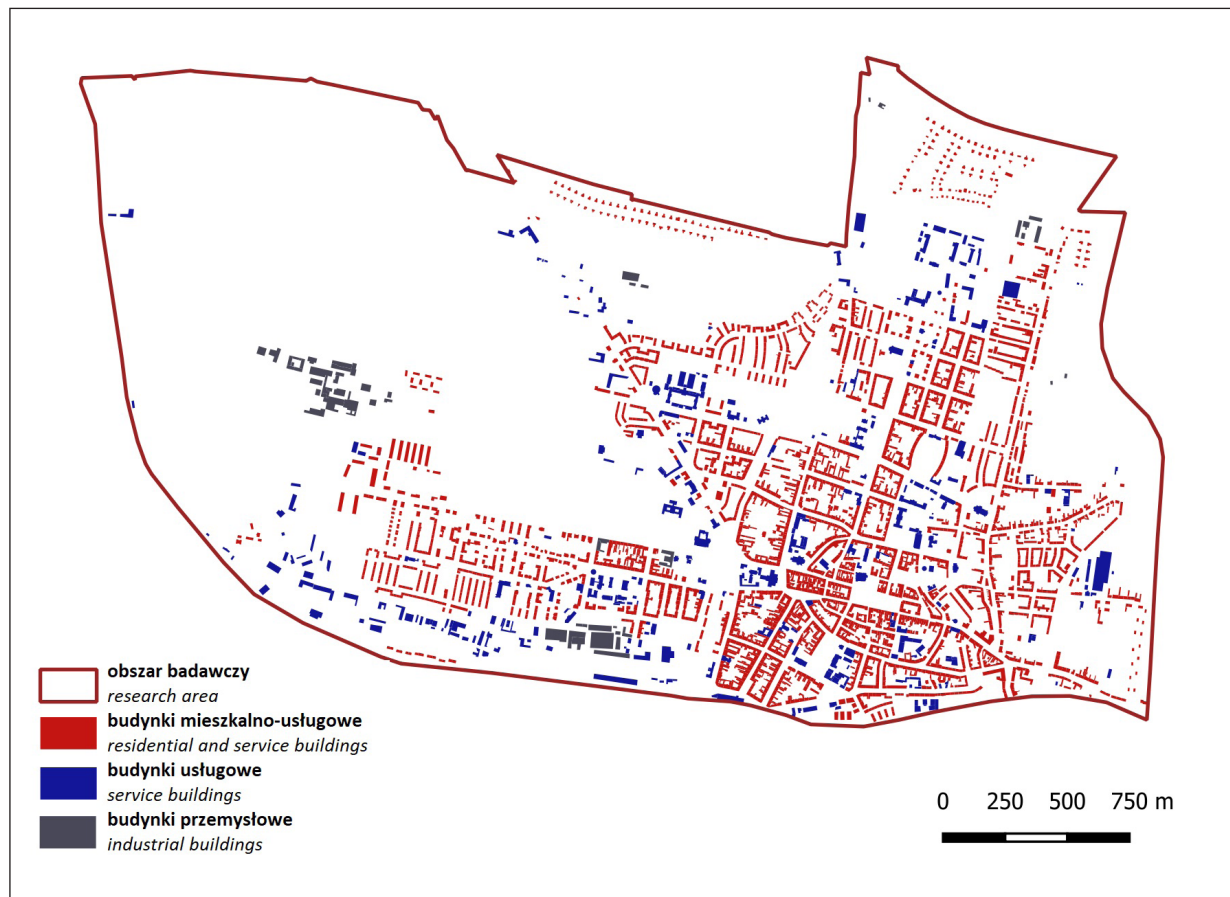 obszar badawczy
research area
budynki mieszkalno-usługowe
residential and service buildings
budynki usługowe
service buildings
budynki przemysłowe
industrial buildings
0 250 500 750 m